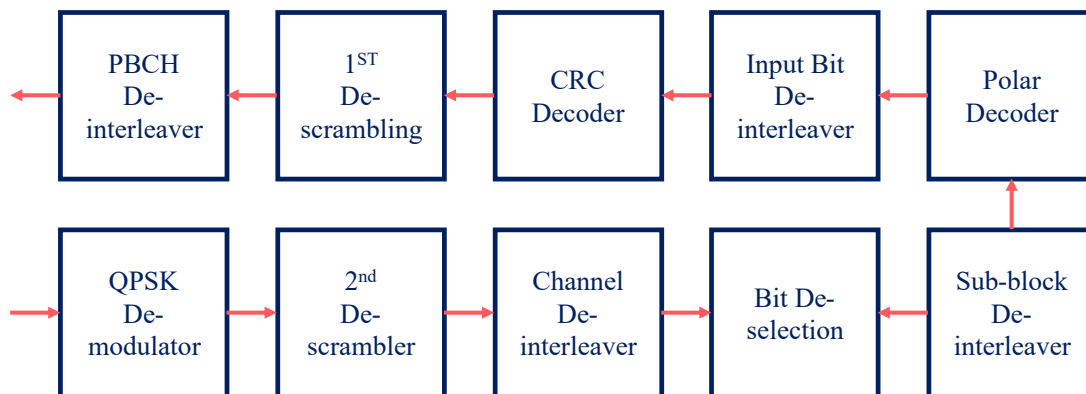 PBCH
De-
interleaver
1ST
De-
scrambling
CRC
Decoder
Input Bit
De-
interleaver
Polar
Decoder
QPSK
De-
modulator
2nd
De-
scrambler
Channel
De-
interleaver
Bit De-
selection
Sub-block
De-
interleaver